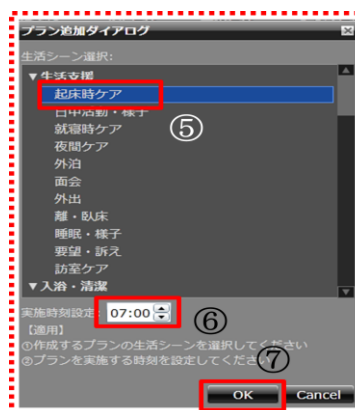 プラン追加ダイアログ
生活シーン選択:
▼生活支援
起床時ケア
⑤
日中活動・様子
就寝時ケア
夜間ケア
外泊
面会
外出
離・臥床
睡眠・様子
要望・訴え
訪室ケア
▼入浴・清潔
実施時刻設定: 07:00
⑥
【適用】
①作成するプランの生活シーンを選択してください
②プランを実施する時刻を設定してください
⑦
OK Cancel